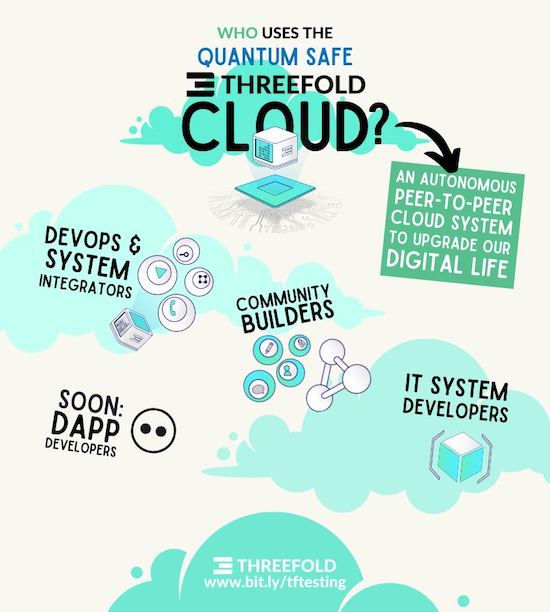 WHO USES THE
QUANTUM SAFE
THREEFOLD
CLOUD?
AN AUTONOMOUS
PEER-TO-PEER
CLOUD SYSTEM
TO UPGRADE OUR
DIGITAL LIFE
DEVOPS &
SYSTEM
INTEGRATORS
COMMUNITY
BUILDERS
IT SYSTEM
DEVELOPERS
SOON:
DAPP
DEVELOPERS
THREEFOLD
www.bit.ly/tftesting